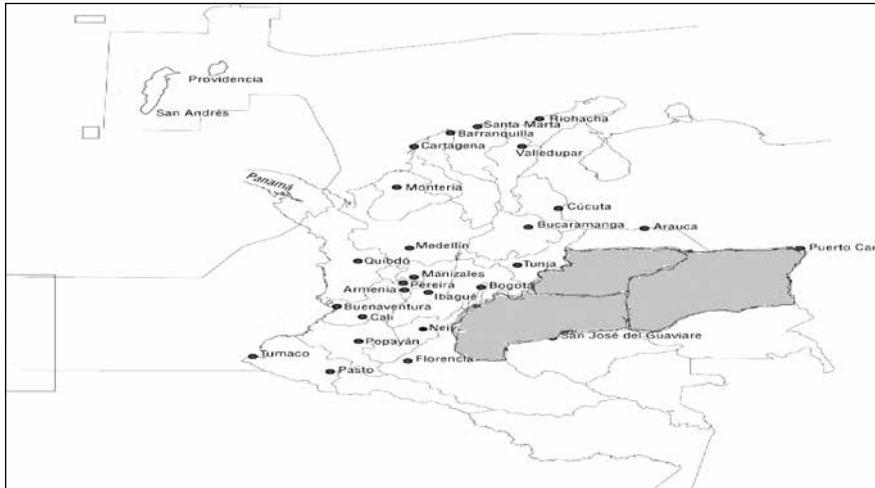 Providencia
San Andrés
Riohacha
Santa Marta
Barranquilla
Cartagena
Valledupar
Panamá
Montería
Cúcuta
Bucaramanga
Arauca
Medellín
Puerto Car
Quibdó
Tunja
Manizales
Pereira
Armenia
Bogotá
Ibagué
Buenaventura
Cali
Neiva
San José del Guaviare
Popayán
Tumaco
Florencia
Pasto